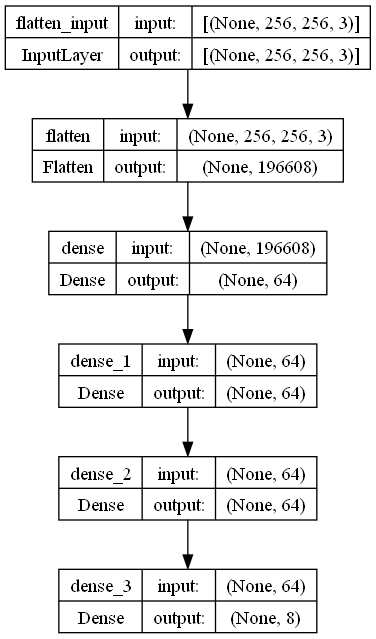 flatten_input input: [(None, 256, 256, 3)]
InputLayer output: [(None, 256, 256, 3)]
flatten input: (None, 256, 256, 3)
Flatten output: (None, 196608)
dense input: (None, 196608)
Dense output: (None, 64)
dense_1 input: (None, 64)
Dense output: (None, 64)
dense_2 input: (None, 64)
Dense output: (None, 64)
dense_3 input: (None, 64)
Dense output: (None, 8)